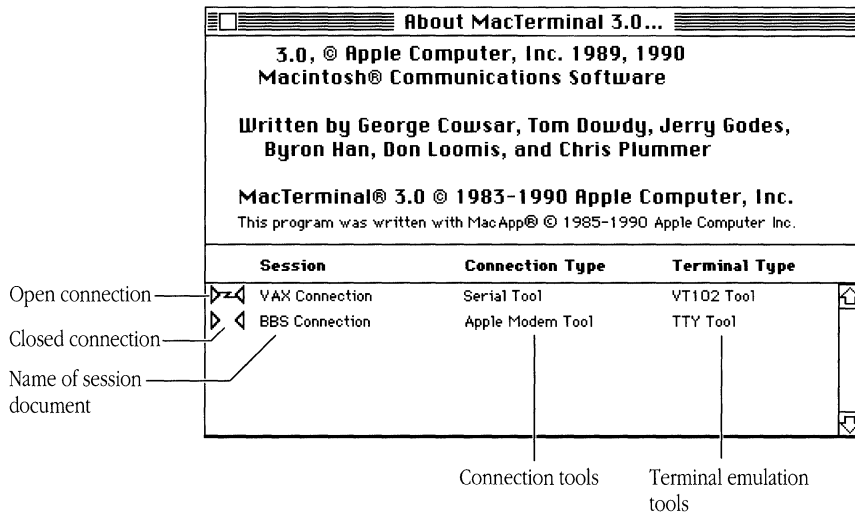 About MacTerminal 3.0...
3.0, © Apple Computer, Inc. 1989, 1990
Macintosh® Communications Software
Written by George Cowsar, Tom Dowdy, Jerry Godes,
Byron Han, Don Loomis, and Chris Plummer
MacTerminal® 3.0 © 1983-1990 Apple Computer, Inc.
This program was written with MacApp® © 1985-1990 Apple Computer Inc.
Session Connection Type Terminal Type
Open connection VAX Connection Serial Tool VT102 Tool
Closed connection BBS Connection Apple Modem Tool TTY Tool
Name of session
document
Connection tools Terminal emulation
tools